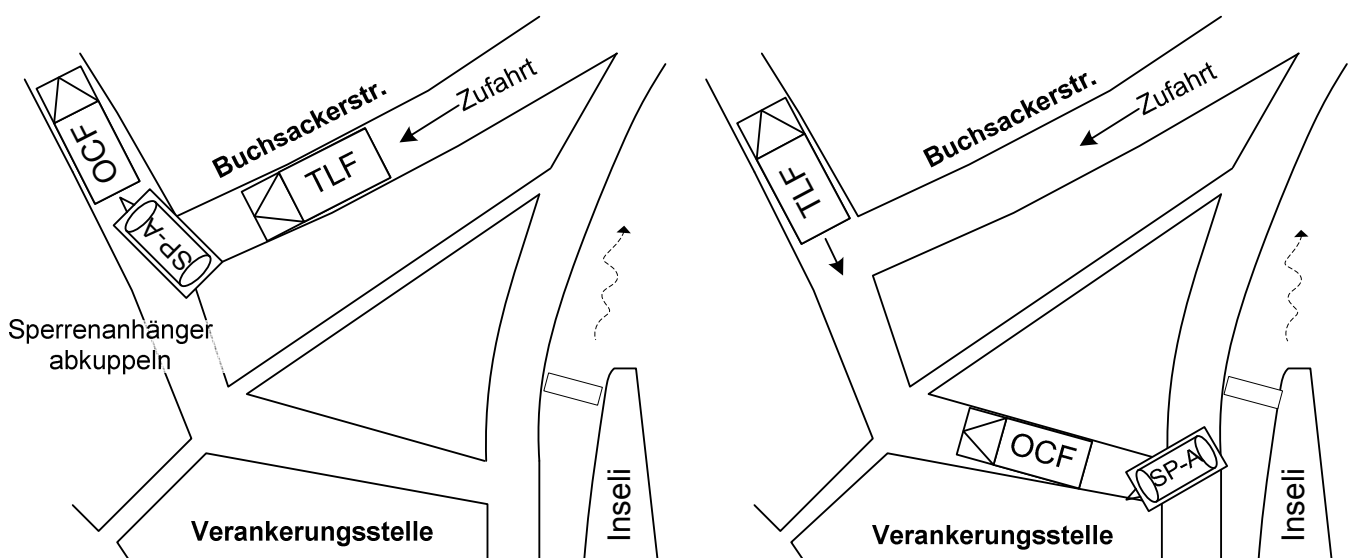 Buchsackerstr.
Zufahrt
OCF
TLF
SP-A
Sperrenanhänger
abkuppeln
Inseli
Verankerungsstelle
Buchsackerstr.
Zufahrt
TLF
OCF
SP-A
Inseli
Verankerungsstelle